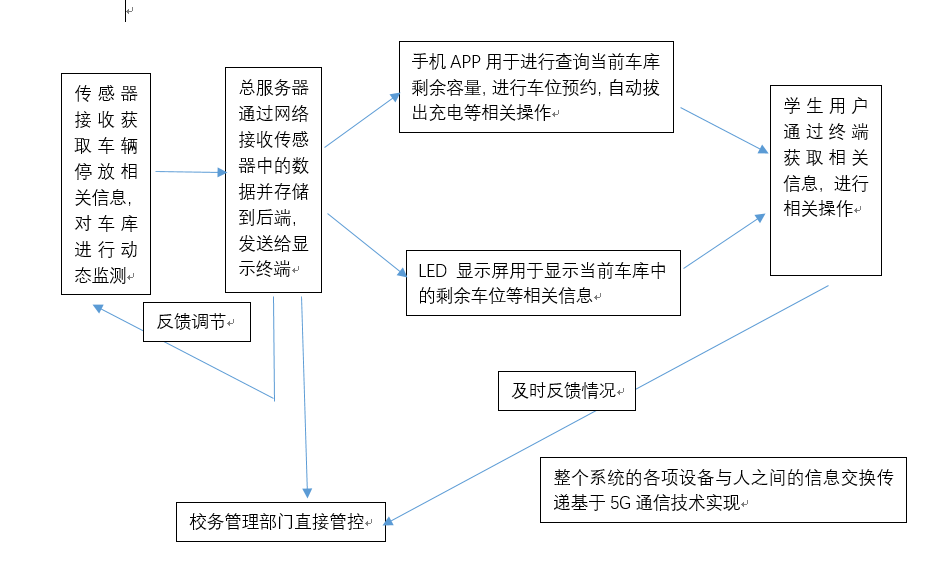 传感器
接收获
取车辆
停放相
关信息,
对车库
进行动
态监测
总服务器
通过网络
接收传感
器中的数
据并存储
到后端,
发送给显
示终端
手机 APP 用于进行查询当前车库
剩余容量, 进行车位预约, 自动拔
出充电等相关操作
LED 显示屏用于显示当前车库中
的剩余车位等相关信息
学生用户
通过终端
获取相关
信息, 进行
相关操作
反馈调节
及时反馈情况
校务管理部门直接管控
整个系统的各项设备与人之间的信息交换传
递基于 5G 通信技术实现